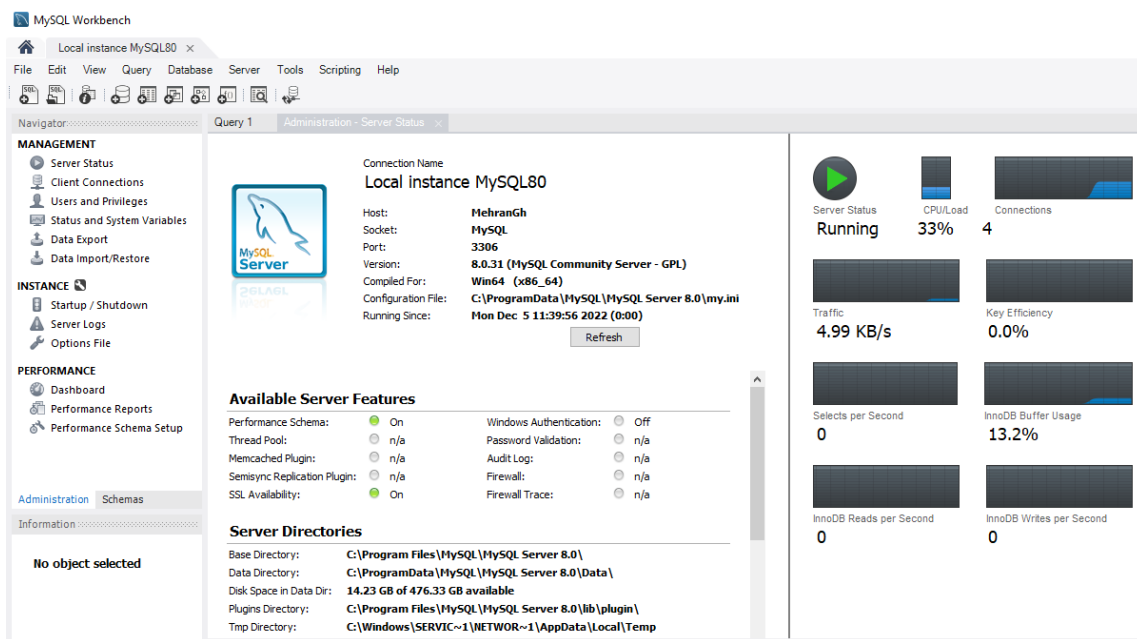 MySQL Workbench
Local instance MySQL80 ×
File Edit View Query Database Server Tools Scripting Help
Navigator
Query 1 Administration - Server Status ×
MANAGEMENT
Server Status
Client Connections
Users and Privileges
Status and System Variables
Data Export
Data Import/Restore
INSTANCE
Startup / Shutdown
Server Logs
Options File
PERFORMANCE
Dashboard
Performance Reports
Performance Schema Setup
Administration Schemas
Information
No object selected
MySQL
Server
Connection Name
Local instance MySQL80
Host: MehranGh
Socket: MySQL
Port: 3306
Version: 8.0.31 (MySQL Community Server - GPL)
Compiled For: Win64 (x86_64)
Configuration File: C:\ProgramData\MySQL\MySQL Server 8.0\my.ini
Running Since: Mon Dec 5 11:39:56 2022 (0:00)
Refresh
Available Server Features
Performance Schema: On Windows Authentication: Off
Thread Pool: n/a Password Validation: n/a
Memcached Plugin: n/a Audit Log: n/a
Semisync Replication Plugin: n/a Firewall: n/a
SSL Availability: On Firewall Trace: n/a
Server Directories
Base Directory: C:\Program Files\MySQL\MySQL Server 8.0\
Data Directory: C:\ProgramData\MySQL\MySQL Server 8.0\Data\
Disk Space in Data Dir: 14.23 GB of 476.33 GB available
Plugins Directory: C:\Program Files\MySQL\MySQL Server 8.0\lib\plugin\
Tmp Directory: C:\Windows\SERVIC~1\NETWOR~1\AppData\Local\Temp
Server Status CPU/Load Connections
Running 33% 4
Traffic Key Efficiency
4.99 KB/s 0.0%
Selects per Second InnoDB Buffer Usage
0 13.2%
InnoDB Reads per Second InnoDB Writes per Second
0 0